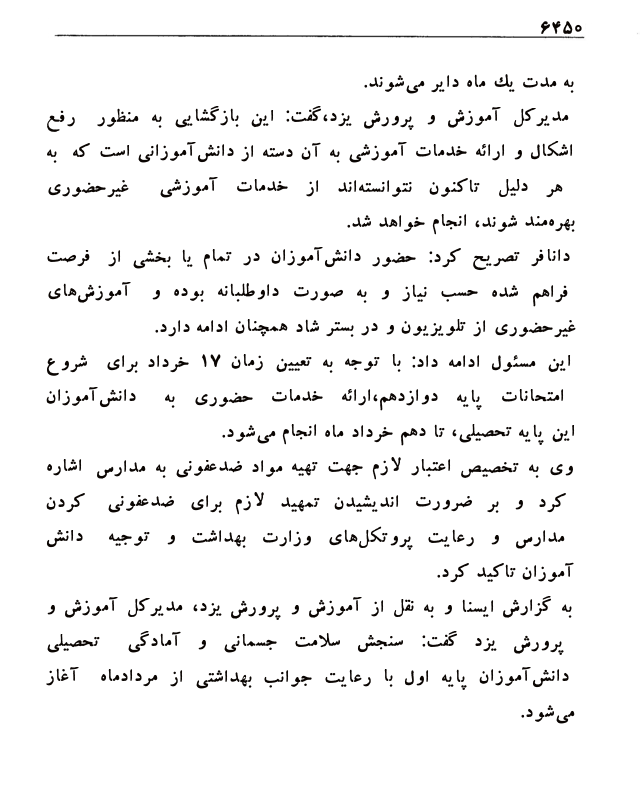 ۶۴۵۰
به مدت یك ماه دایر می‌شوند.
مدیرکل آموزش و پرورش یزد،گفت: این بازگشایی به منظور رفع
اشکال و ارائه خدمات آموزشی به آن دسته از دانش‌آموزانی است که به
هر دلیل تاکنون نتوانسته‌اند از خدمات آموزشی غیرحضوری
بهره‌مند شوند، انجام خواهد شد.
دانافر تصریح کرد: حضور دانش‌آموزان در تمام یا بخشی از فرصت
فراهم شده حسب نیاز و به صورت داوطلبانه بوده و آموزش‌های
غیرحضوری از تلویزیون و در بستر شاد همچنان ادامه دارد.
این مسئول ادامه داد: با توجه به تعیین زمان ۱۷ خرداد برای شروع
امتحانات پایه دوازدهم،ارائه خدمات حضوری به دانش‌آموزان
این پایه تحصیلی، تا دهم خرداد ماه انجام می‌شود.
وی به تخصیص اعتبار لازم جهت تهیه مواد ضدعفونی به مدارس اشاره
کرد و بر ضرورت اندیشیدن تمهید لازم برای ضدعفونی کردن
مدارس و رعایت پروتکل‌های وزارت بهداشت و توجیه دانش
آموزان تاکید کرد.
به گزارش ایسنا و به نقل از آموزش و پرورش یزد، مدیرکل آموزش و
پرورش یزد گفت: سنجش سلامت جسمانی و آمادگی تحصیلی
دانش‌آموزان پایه اول با رعایت جوانب بهداشتی از مردادماه آغاز
می‌شود.